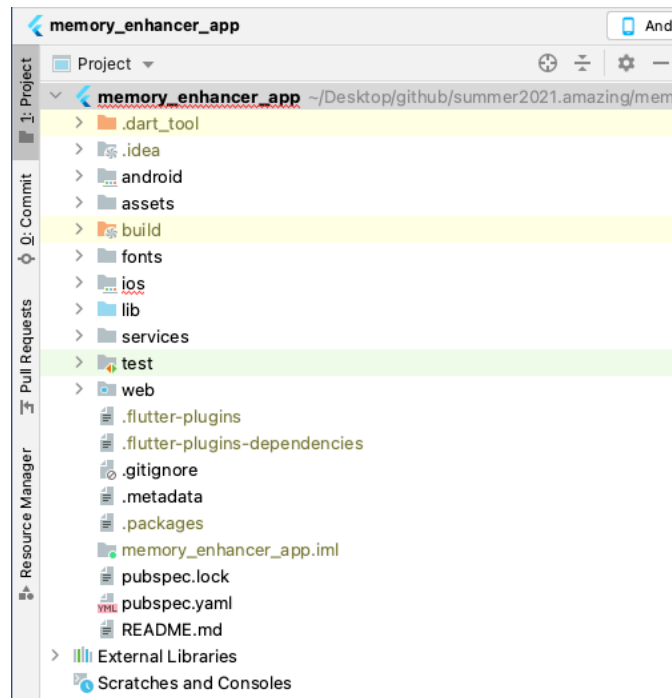 memory_enhancer_app
And
Project
memory_enhancer_app ~/Desktop/github/summer2021.amazing/mem
.dart_tool
.idea
android
assets
build
fonts
ios
lib
services
test
web
.flutter-plugins
.flutter-plugins-dependencies
.gitignore
.metadata
.packages
memory_enhancer_app.iml
pubspec.lock
YML pubspec.yaml
README.md
External Libraries
Scratches and Consoles
1: Project
0: Commit
Pull Requests
Resource Manager